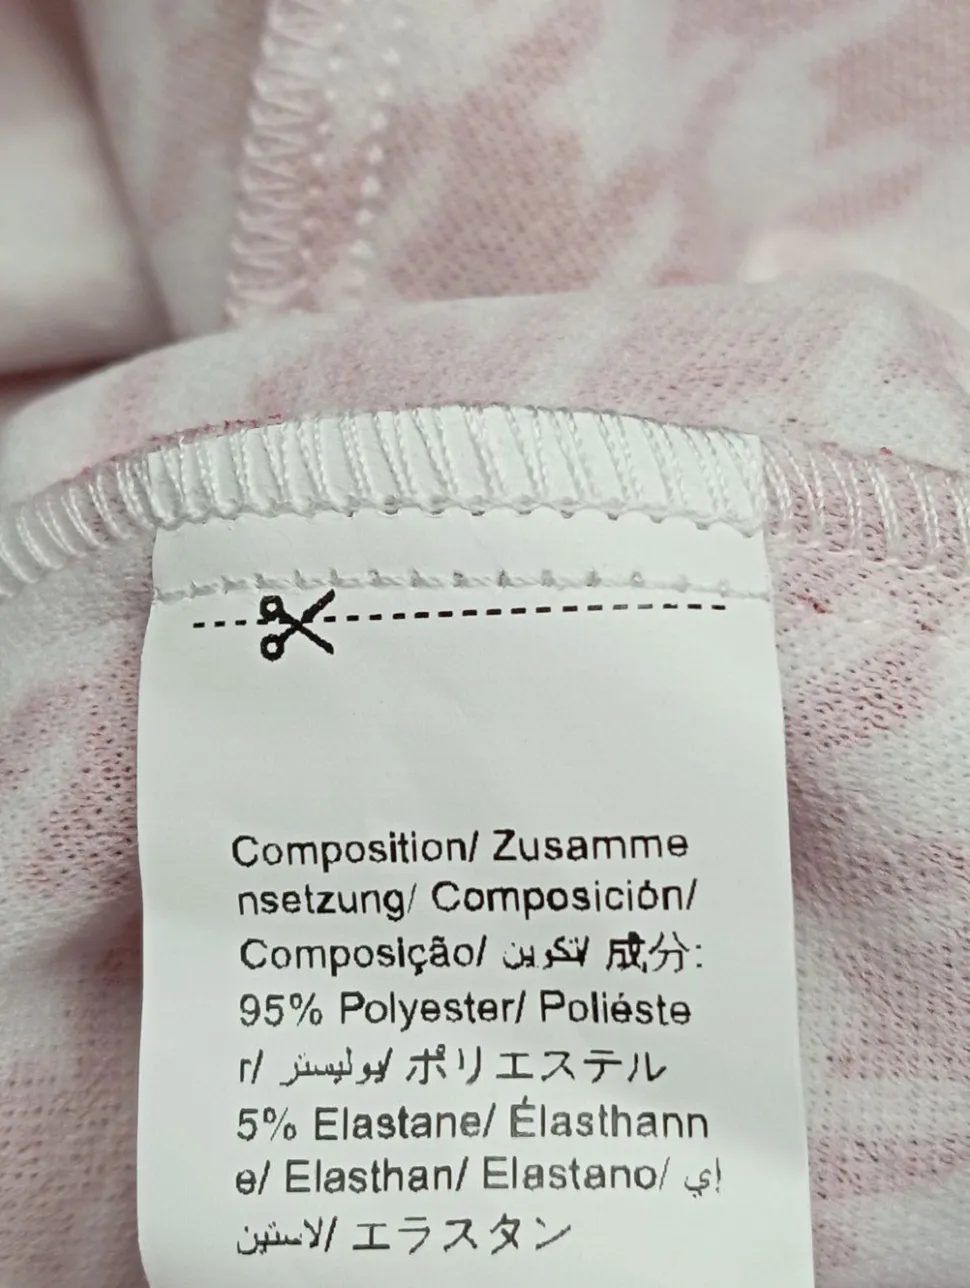 Composition/ Zusamme
nsetzung/ Composición/
Composição/ التكوين/ 成分:
95% Polyester/ Poliéste
r/ بوليستر/ ポリエステル
5% Elastane/ Élasthann
e/ Elasthan/ Elastano/ إي
لاستين/ エラスタン